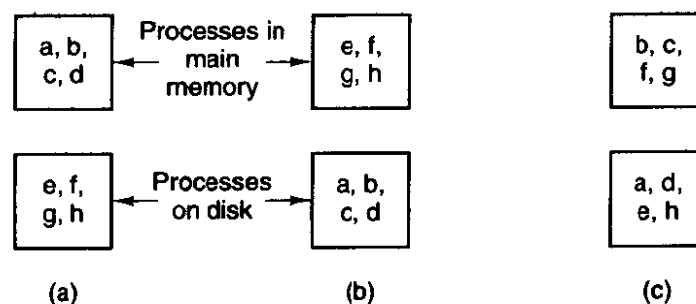 a, b,
c, d
Processes in
main
memory
e, f,
g, h
b, c,
f, g
e, f,
g, h
Processes
on disk
a, b,
c, d
a, d,
e, h
(a)
(b)
(c)